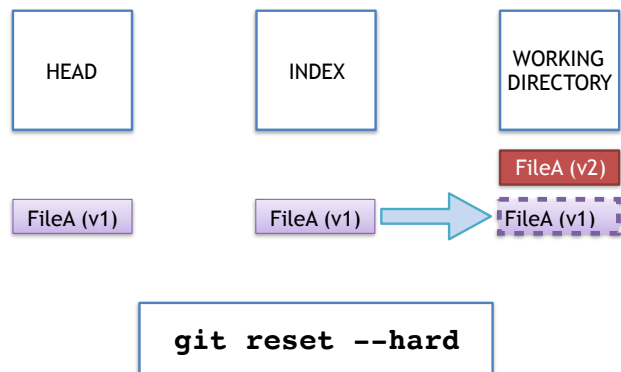 HEAD
INDEX
WORKING
DIRECTORY
FileA (v2)
FileA (v1)
FileA (v1)
FileA (v1)
git reset --hard